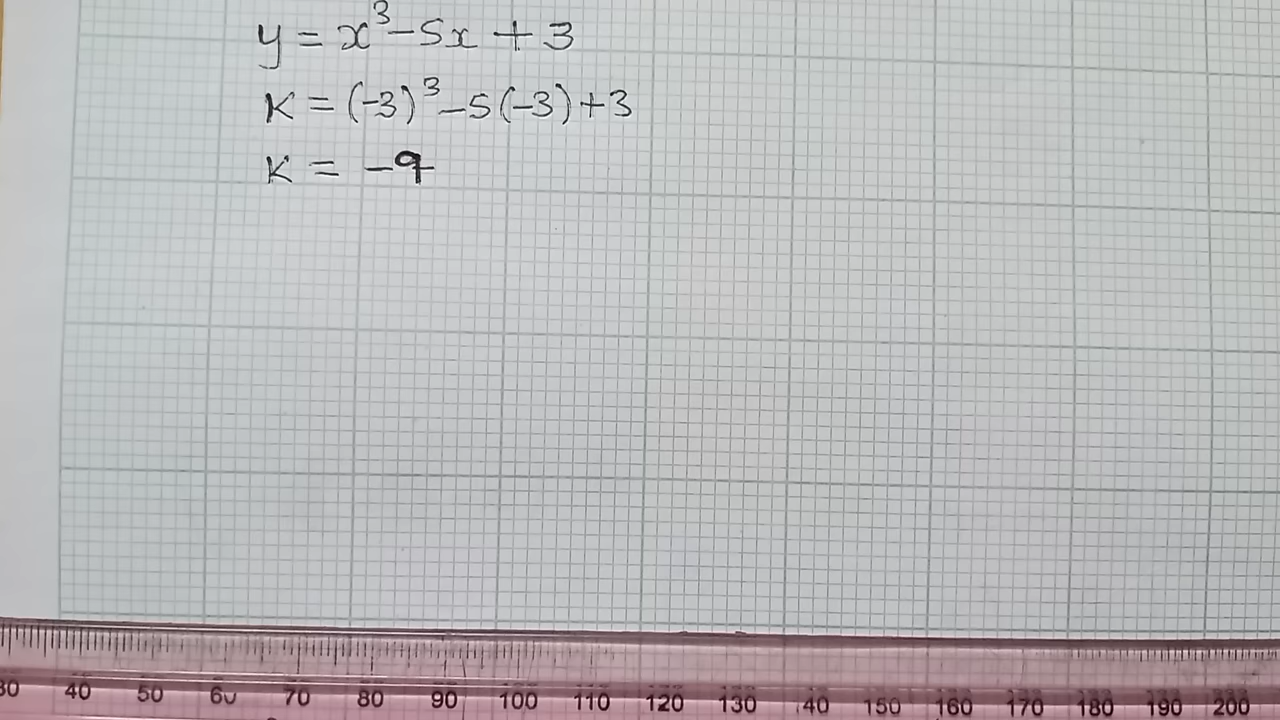 y = x³ - 5x + 3
K = (-3)³ - 5(-3) + 3
K = -9
30 40 50 60 70 80 90 100 110 120 130 140 150 160 170 180 190 200